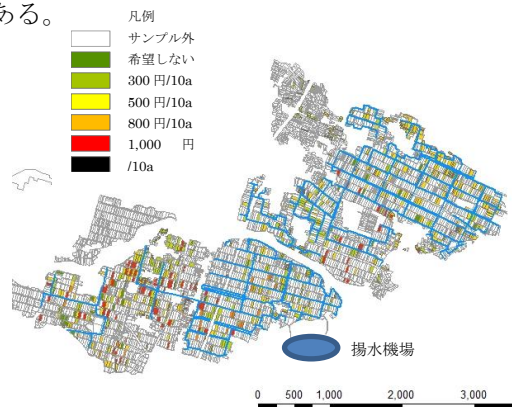 ある。
凡例
サンプル外
希望しない
300 円/10a
500 円/10a
800 円/10a
1,000 円
/10a
揚水機場
0 500 1,000 2,000 3,000